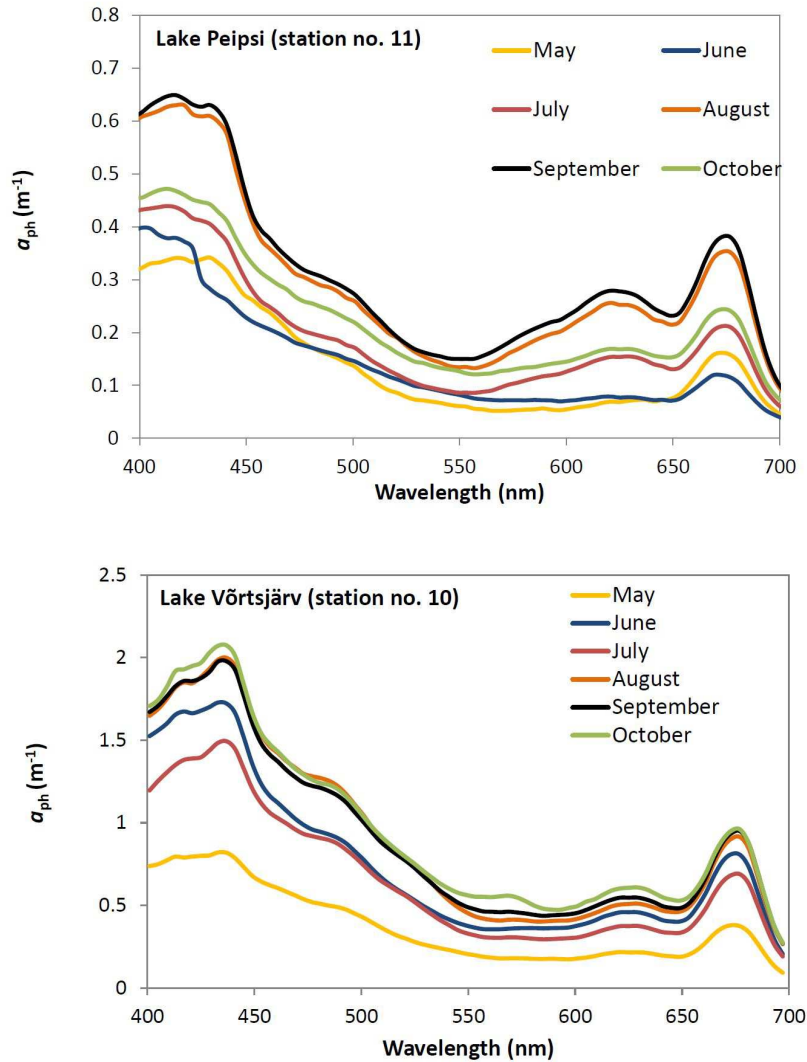 Lake Peipsi (station no. 11)
May
June
July
August
September
October
0.8
0.7
0.6
0.5
0.4
0.3
0.2
0.1
0
aph (m-1)
400
450
500
550
600
650
700
Wavelength (nm)
Lake Võrtsjärv (station no. 10)
May
June
July
August
September
October
2.5
2
1.5
1
0.5
0
aph (m-1)
400
450
500
550
600
650
700
Wavelength (nm)